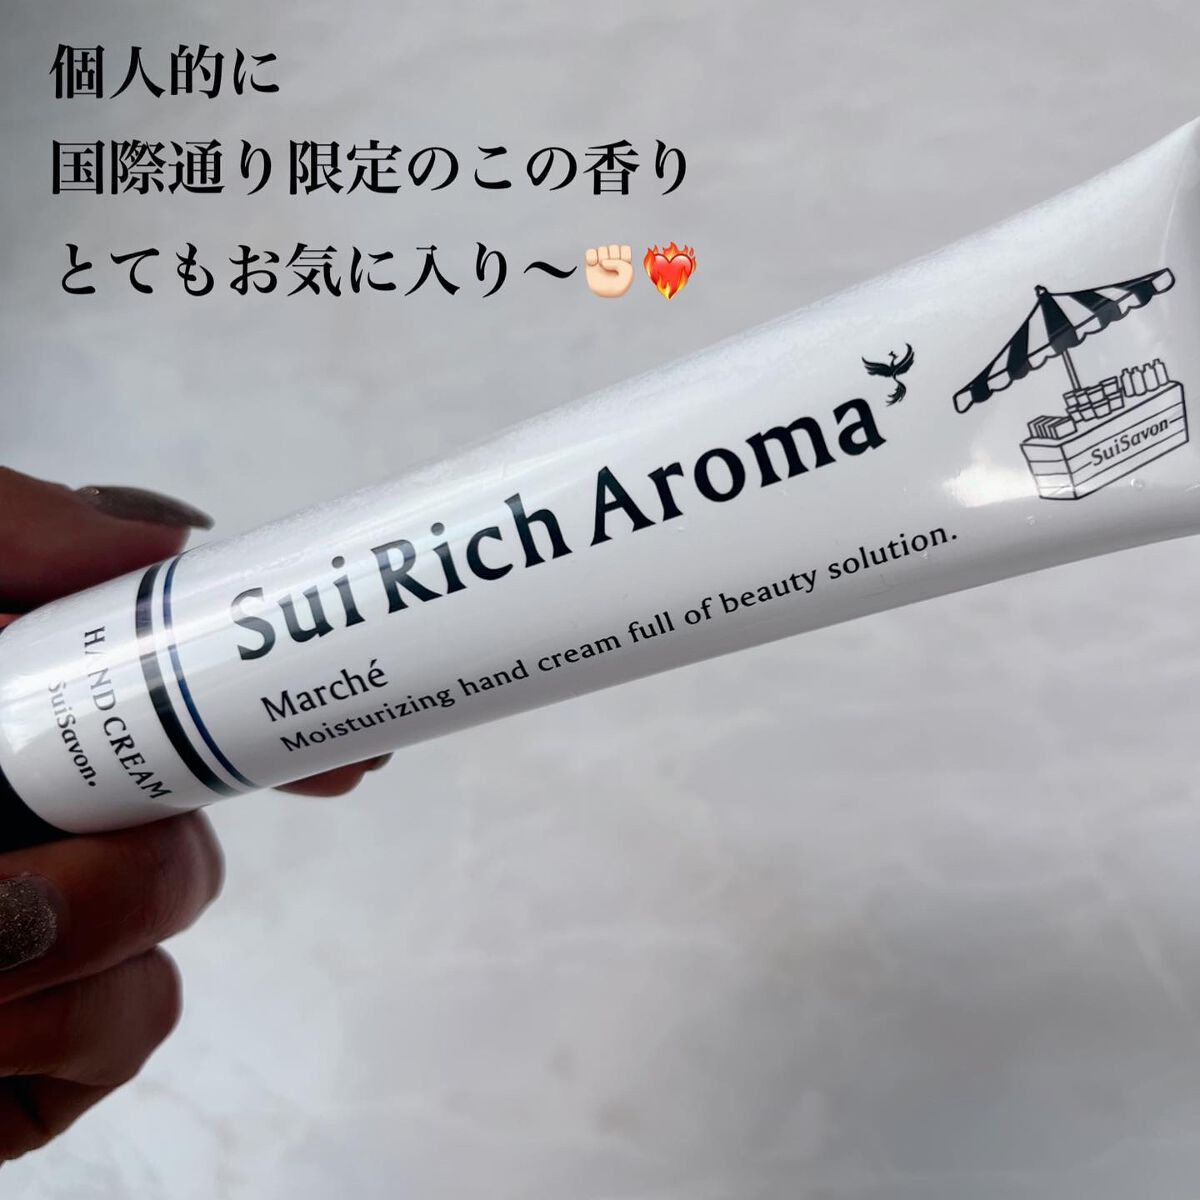 個人的に
国際通り限定のこの香り
とてもお気に入り〜✊🏻❤️‍🔥
Sui Rich Aroma
SuiSavon
Marché
Moisturizing hand cream full of beauty solution.
HAND CREAM
SuiSavon.